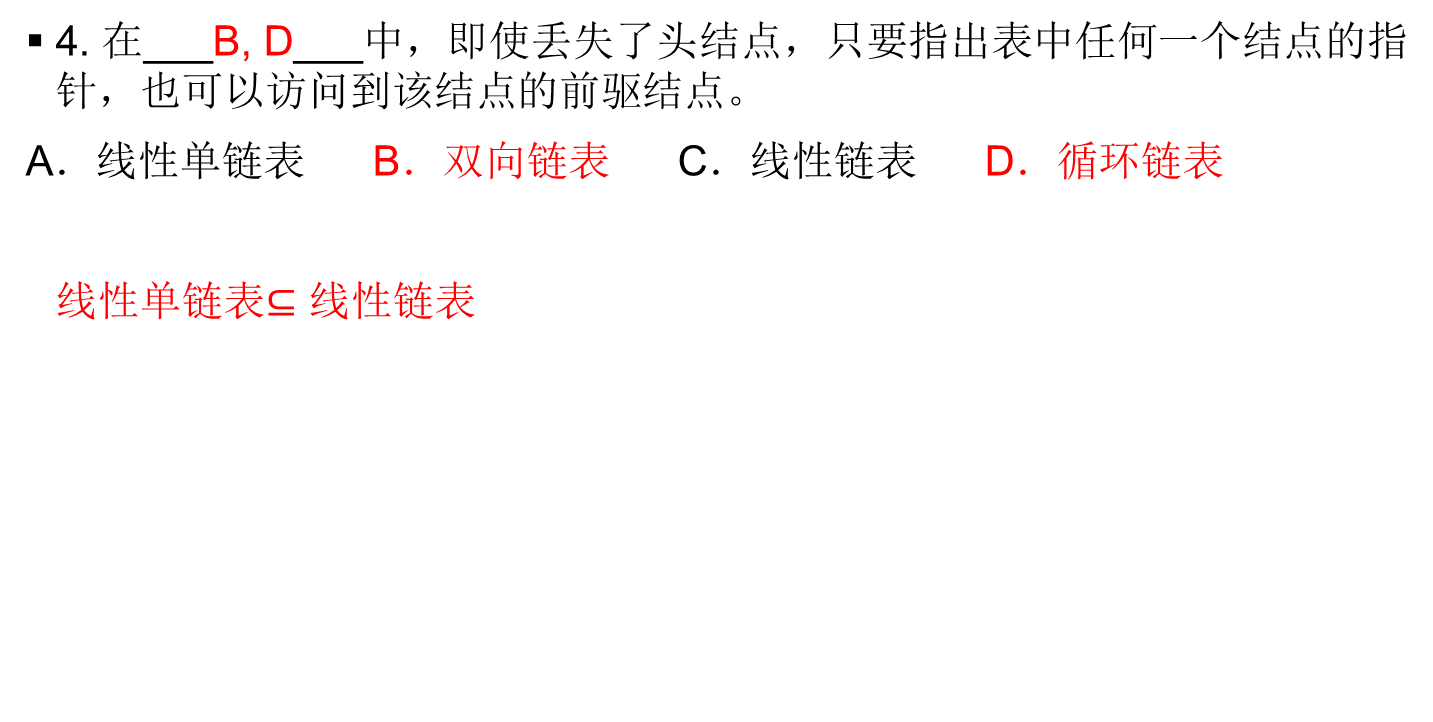 ▪ 4. 在___B, D___中，即使丢失了头结点，只要指出表中任何一个结点的指
针，也可以访问到该结点的前驱结点。
A．线性单链表 B．双向链表 C．线性链表 D．循环链表
线性单链表⊆ 线性链表